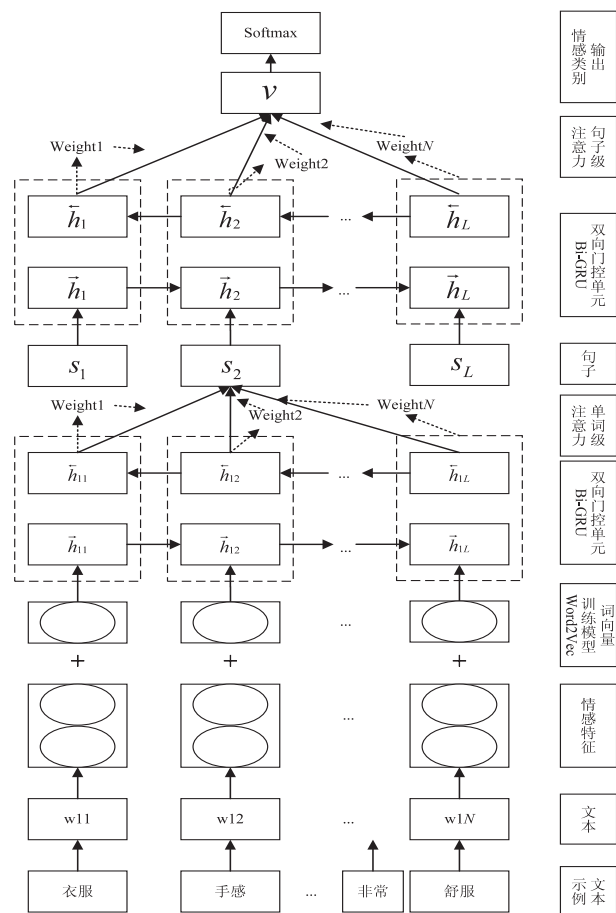 Softmax
v
Weight1
Weight2
WeightN
h1
h2
...
hL
h1
h2
...
hL
s1
s2
sL
Weight1
Weight2
WeightN
h11
h12
...
h1L
h11
h12
...
h1L
...
+
+
+
...
w11
w12
...
w1N
衣服
手感
...
非常
舒服
输出
情感类别
句子级
注意力
双向门控单元
Bi-GRU
句子
单词级
注意力
双向门控单元
Bi-GRU
词向量
训练模型
Word2Vec
情感特征
文本
文本
示例